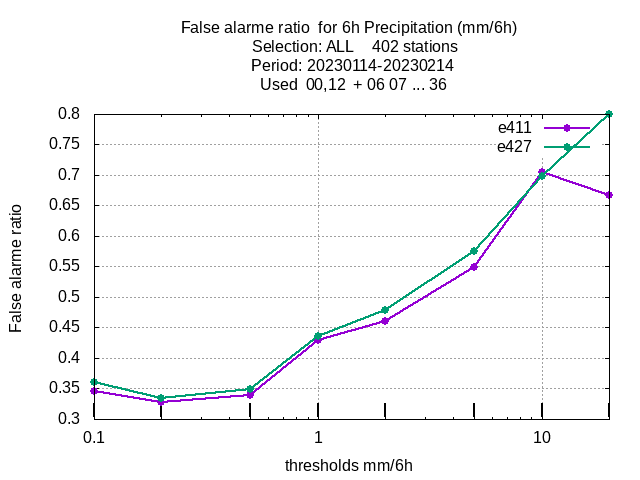 False alarme ratio  for 6h Precipitation (mm/6h)
Selection: ALL    402 stations
Period: 20230114-20230214
Used  00,12  + 06 07 ... 36
e411
e427
0.8
0.75
0.7
0.65
0.6
0.55
0.5
0.45
0.4
0.35
0.3
False alarme ratio
0.1
1
10
thresholds mm/6h